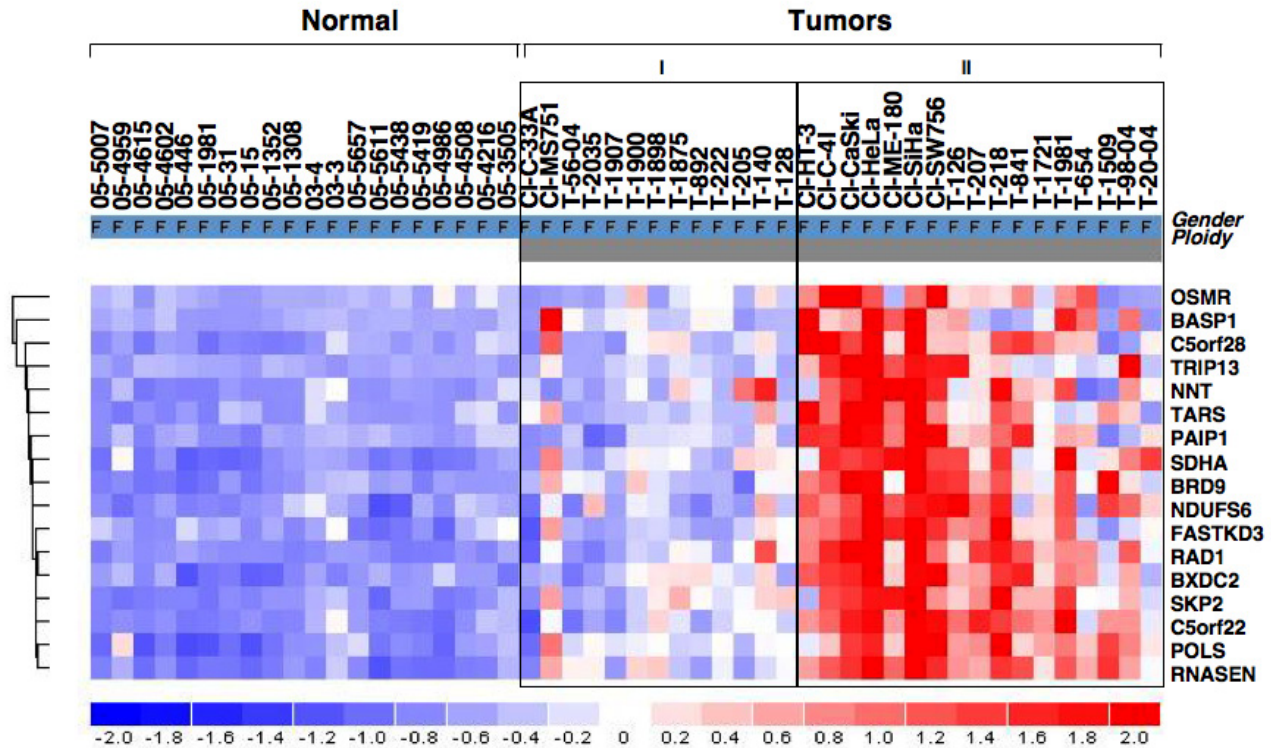 Normal Tumors
I II
05-5007 05-4959 05-4615 05-4602 05-446 05-1981 05-31 05-15 05-1352 05-1308 03-4 03-3 05-5657 05-5611 05-5438 05-5419 05-4986 05-4508 05-4216 05-3505 Cl-C-33A Cl-MS751 T-56-04 T-2035 T-1907 T-1900 T-1898 T-1875 T-892 T-222 T-205 T-140 T-128 Cl-HT-3 Cl-C-4I Cl-CaSki Cl-HeLa Cl-ME-180 Cl-SiHa Cl-SW756 T-126 T-207 T-218 T-841 T-1721 T-1981 T-654 T-1509 T-98-04 T-20-04
F F F F F F F F F F F F F F F F F F F F F F F F F F F F F F F F F F F F F F F F F F F F F F F F F F Gender
Ploidy
OSMR
BASP1
C5orf28
TRIP13
NNT
TARS
PAIP1
SDHA
BRD9
NDUFS6
FASTKD3
RAD1
BXDC2
SKP2
C5orf22
POLS
RNASEN
-2.0 -1.8 -1.6 -1.4 -1.2 -1.0 -0.8 -0.6 -0.4 -0.2 0 0.2 0.4 0.6 0.8 1.0 1.2 1.4 1.6 1.8 2.0